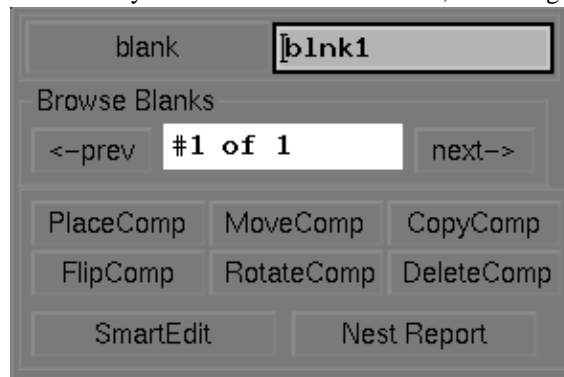 blank blnk1
Browse Blanks
<-prev #1 of 1 next->
PlaceComp MoveComp CopyComp
FlipComp RotateComp DeleteComp
SmartEdit Nest Report